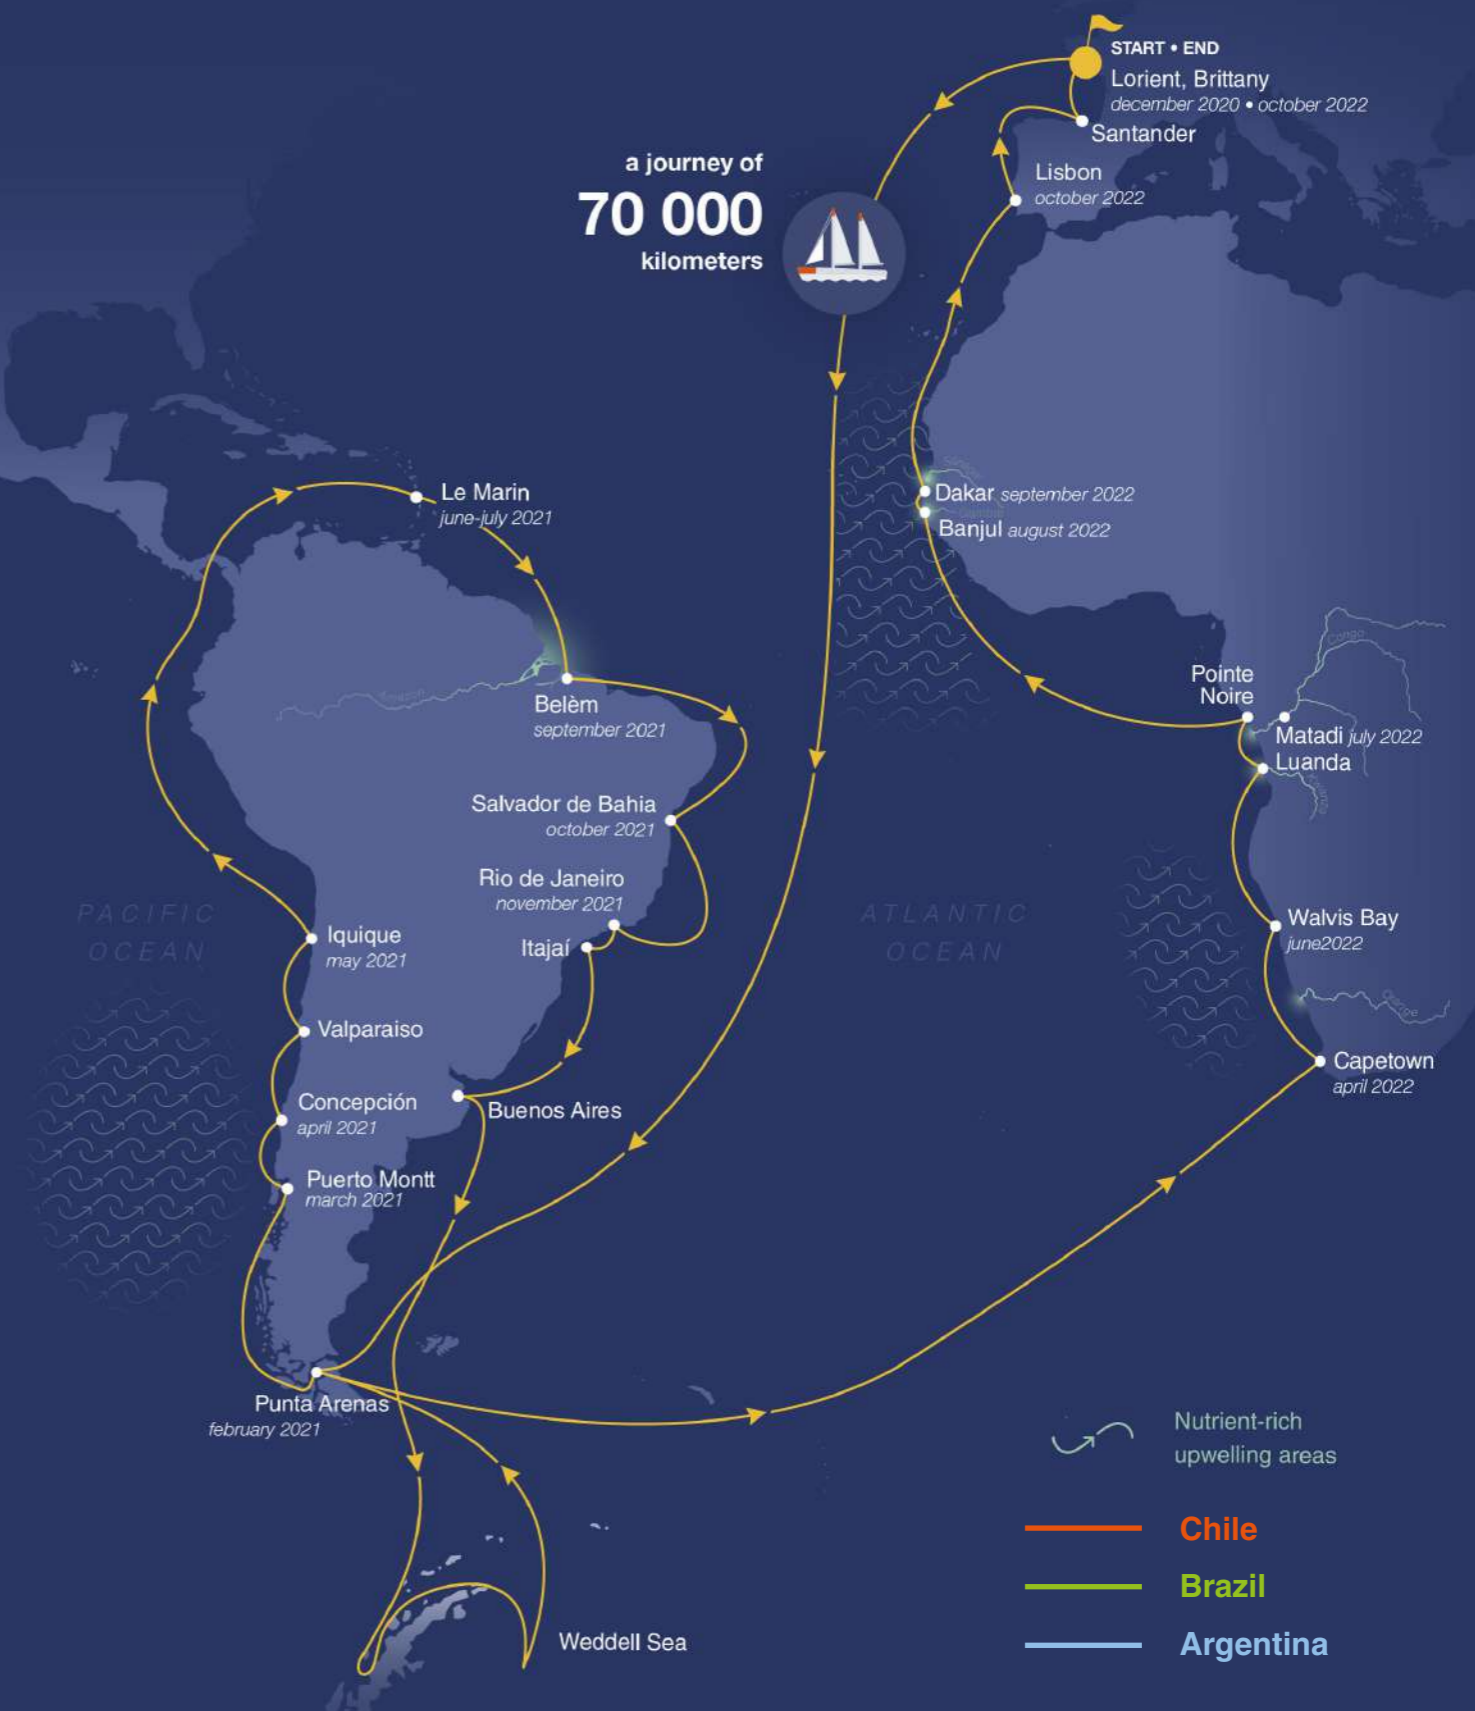 START • END
Lorient, Brittany
december 2020 • october 2022
Santander
Lisbon
october 2022
a journey of
70 000
kilometers
Le Marin
june-july 2021
Dakar september 2022
Banjul august 2022
Congo
Pointe
Noire
Matadi july 2022
Luanda
Amazon
Belèm
september 2021
Salvador de Bahia
october 2021
Rio de Janeiro
november 2021
Itajaí
PACIFIC
OCEAN
ATLANTIC
OCEAN
Iquique
may 2021
Walvis Bay
june2022
Orange
Valparaiso
Concepción
april 2021
Buenos Aires
Capetown
april 2022
Puerto Montt
march 2021
Punta Arenas
february 2021
Nutrient-rich
upwelling areas
Chile
Brazil
Argentina
Weddell Sea